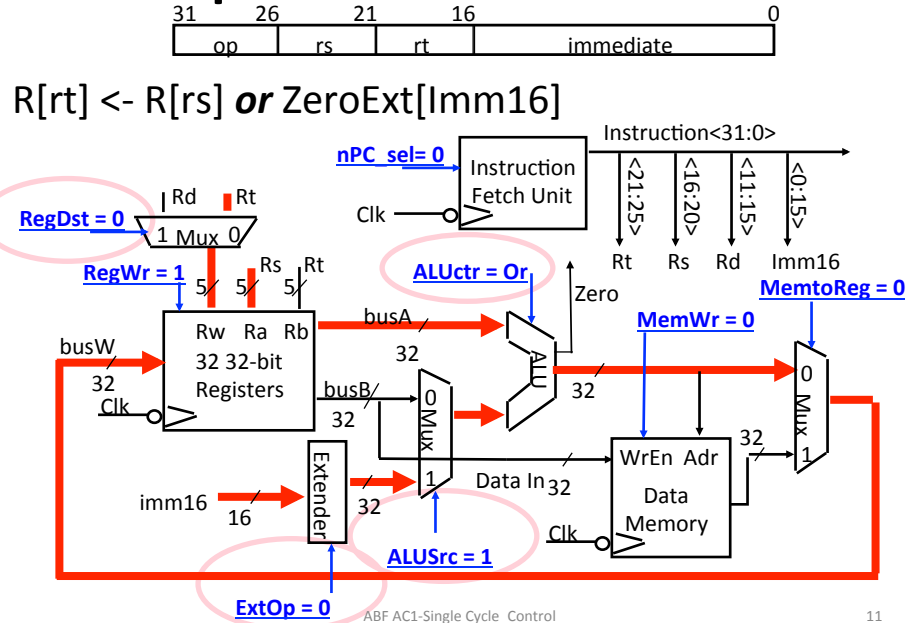 31 26 21 16 0
op rs rt immediate
R[rt] <- R[rs] or ZeroExt[Imm16]
Instruction<31:0>
nPC_sel= 0
Instruction
Fetch Unit
Clk
<21:25>
<16:20>
<11:15>
<0:15>
Rt Rs Rd Imm16
Rd Rt
RegDst = 0
1 Mux 0
RegWr = 1
Rs Rt
5 5 5
ALUctr = Or
Zero
MemtoReg = 0
MemWr = 0
busA
32
Rw Ra Rb
32 32-bit
Registers
busW
32
Clk
busB
32
0
Mux
1
ALU
32
0
Mux
1
WrEn Adr
32
Data
Memory
Data In 32
Clk
imm16
16
Extender
32
ALUSrc = 1
ExtOp = 0
ABF AC1-Single Cycle Control
11